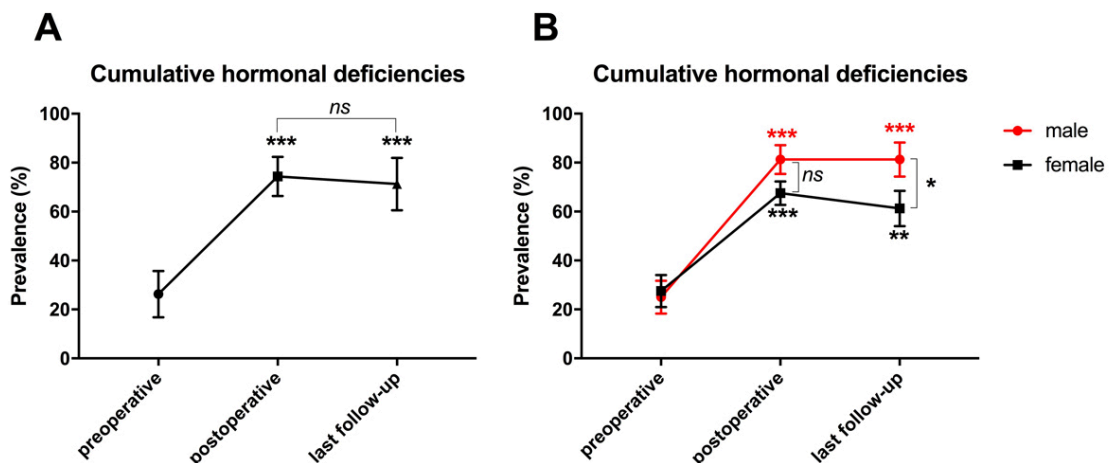 A
Cumulative hormonal deficiencies
Prevalence (%)
100
80
60
40
20
0
ns
***
***
preoperative
postoperative
last follow-up
B
Cumulative hormonal deficiencies
Prevalence (%)
100
80
60
40
20
0
***
***
ns
*
***
**
preoperative
postoperative
last follow-up
male
female